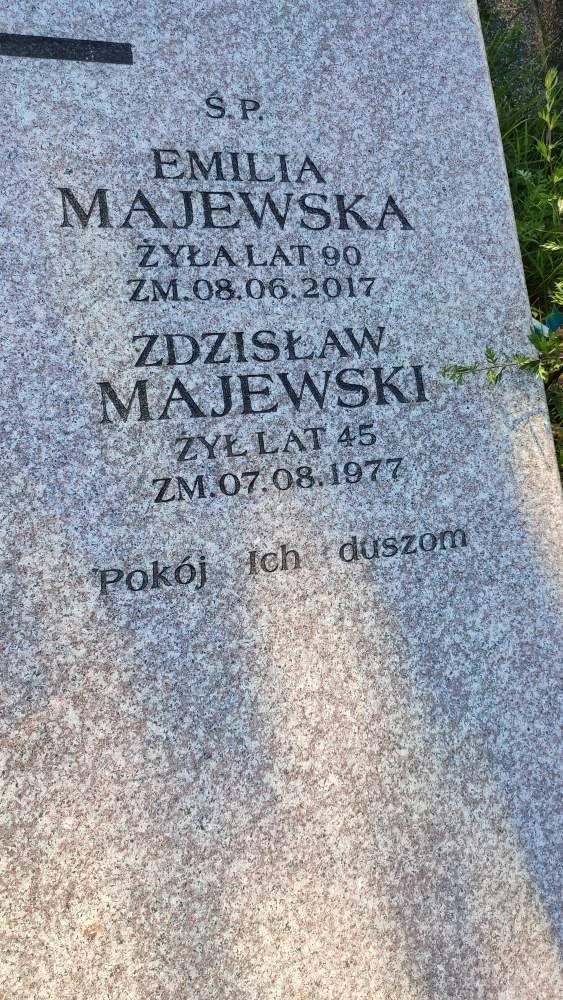 Ś.P.
EMILIA
MAJEWSKA
ŻYŁA LAT 90
ZM.08.06.2017
ZDZISŁAW
MAJEWSKI
ŻYŁ LAT 45
ZM.07.08.1977
Pokój Ich duszom